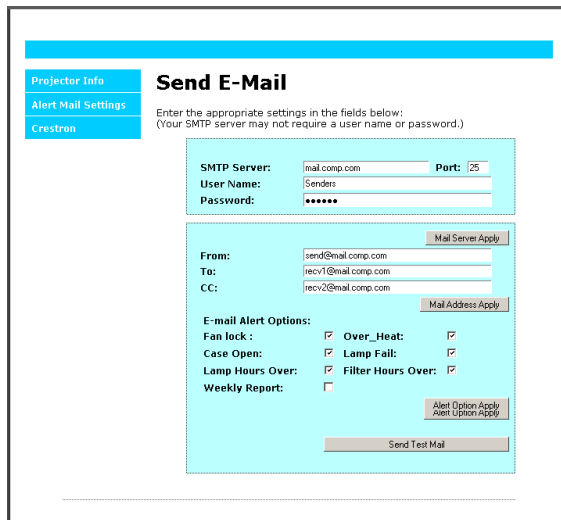 Projector Info
Alert Mail Settings
Crestron
Send E-Mail
Enter the appropriate settings in the fields below:
(Your SMTP server may not require a user name or password.)
SMTP Server: mail.comp.com Port: 25
User Name: Senders
Password: ●●●●●●
Mail Server Apply
From: send@mail.comp.com
To: recv1@mail.comp.com
CC: recv2@mail.comp.com
Mail Address Apply
E-mail Alert Options:
Fan lock : Over_Heat:
Case Open: Lamp Fail:
Lamp Hours Over: Filter Hours Over:
Weekly Report:
Alert Option Apply
Alert Option Apply
Send Test Mail